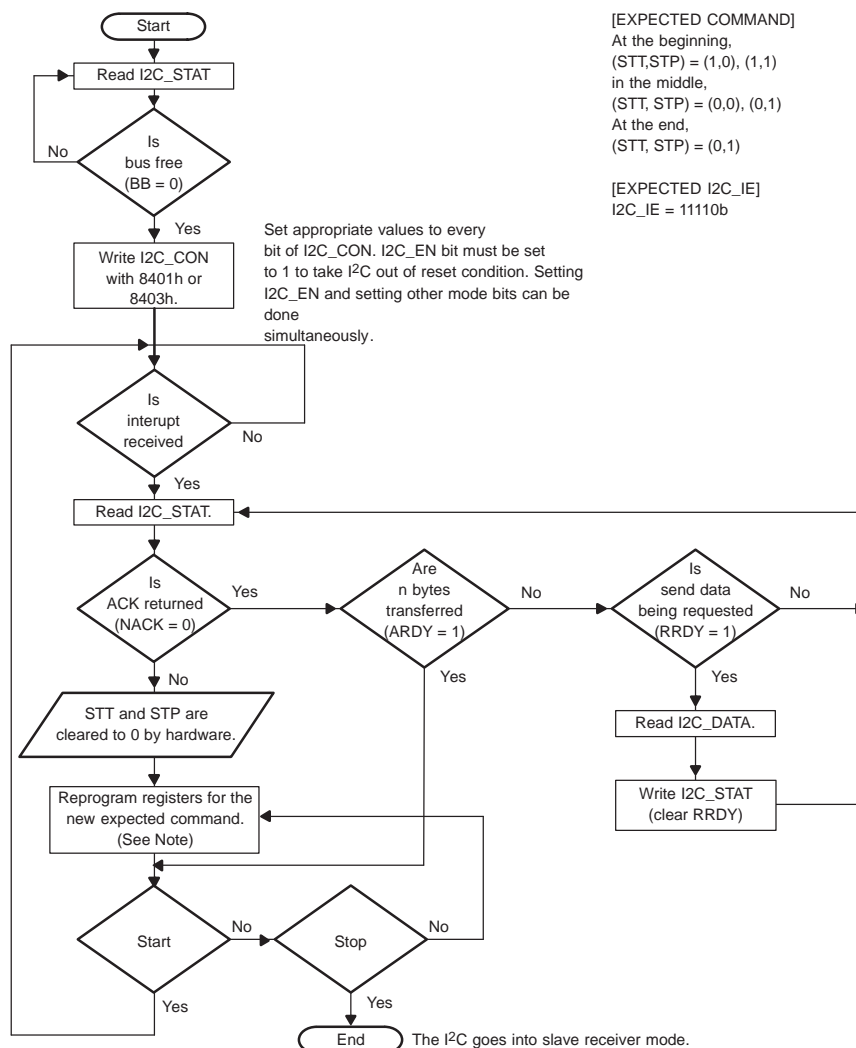 Start
Read I2C_STAT
No
Is
bus free
(BB = 0)
Yes
Write I2C_CON
with 8401h or
8403h.
Set appropriate values to every
bit of I2C_CON. I2C_EN bit must be set
to 1 to take I2C out of reset condition. Setting
I2C_EN and setting other mode bits can be
done
simultaneously.
[EXPECTED COMMAND]
At the beginning,
(STT,STP) = (1,0), (1,1)
in the middle,
(STT, STP) = (0,0), (0,1)
At the end,
(STT, STP) = (0,1)
[EXPECTED I2C_IE]
I2C_IE = 11110b
Is
interupt
received
No
Yes
Read I2C_STAT.
Is
ACK returned
(NACK = 0)
Yes
No
Are
n bytes
transferred
(ARDY = 1)
No
Yes
Is
send data
being requested
(RRDY = 1)
No
Yes
Read I2C_DATA.
Write I2C_STAT
(clear RRDY)
STT and STP are
cleared to 0 by hardware.
Reprogram registers for the
new expected command.
(See Note)
Start
No
Yes
Stop
No
Yes
End
The I2C goes into slave receiver mode.